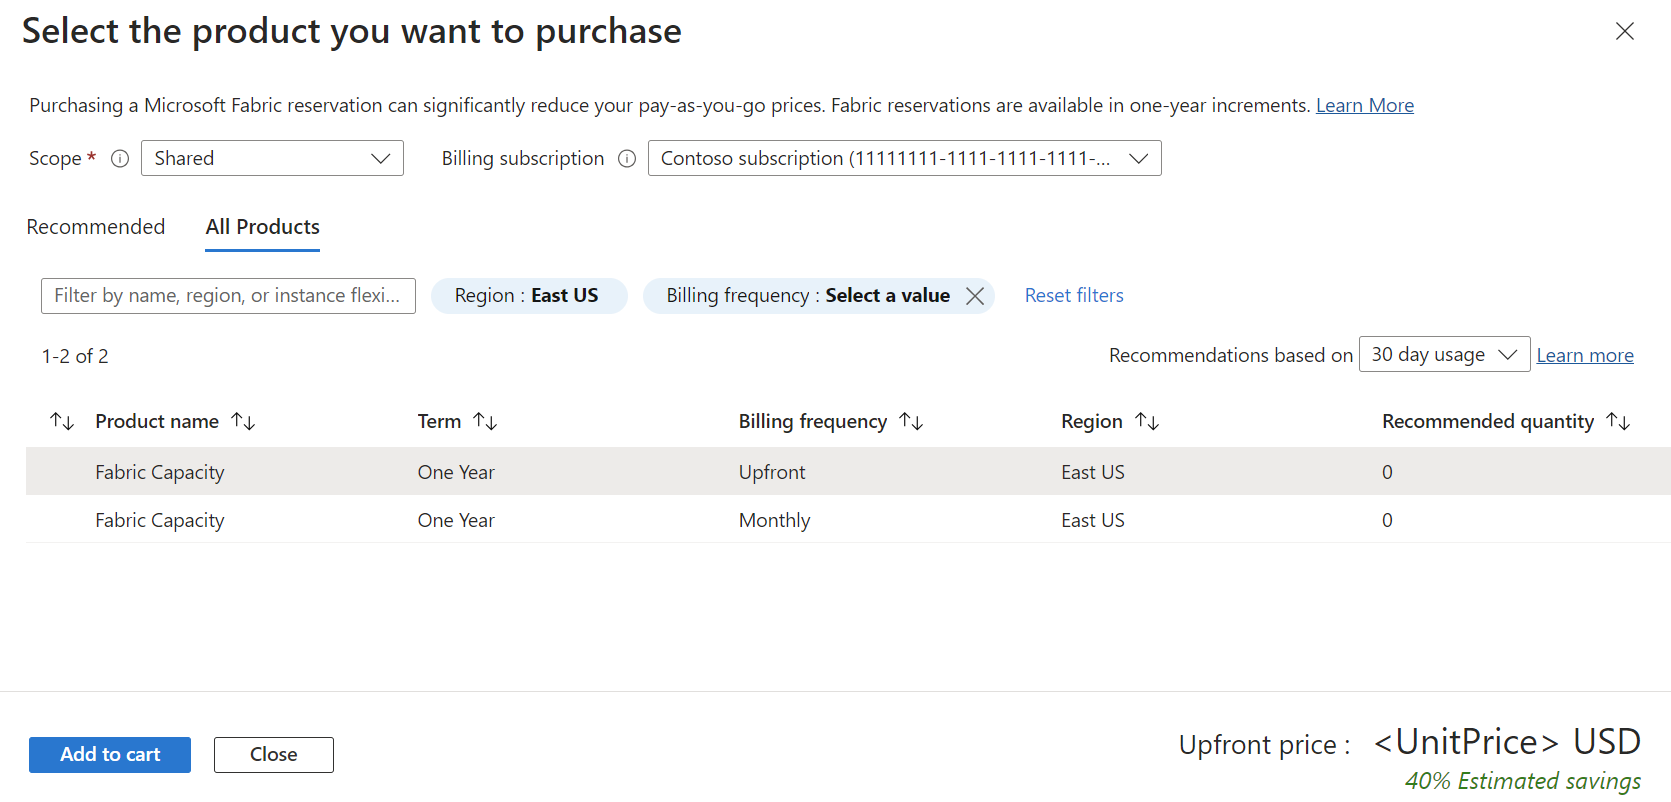 Select the product you want to purchase
Purchasing a Microsoft Fabric reservation can significantly reduce your pay-as-you-go prices. Fabric reservations are available in one-year increments. Learn More
Scope * Shared Billing subscription Contoso subscription (11111111-1111-1111-1111-...
Recommended All Products
Filter by name, region, or instance flexi... Region : East US Billing frequency : Select a value Reset filters
1-2 of 2 Recommendations based on 30 day usage Learn more
Product name Term Billing frequency Region Recommended quantity
Fabric Capacity One Year Upfront East US 0
Fabric Capacity One Year Monthly East US 0
Add to cart Close Upfront price : <UnitPrice> USD
40% Estimated savings